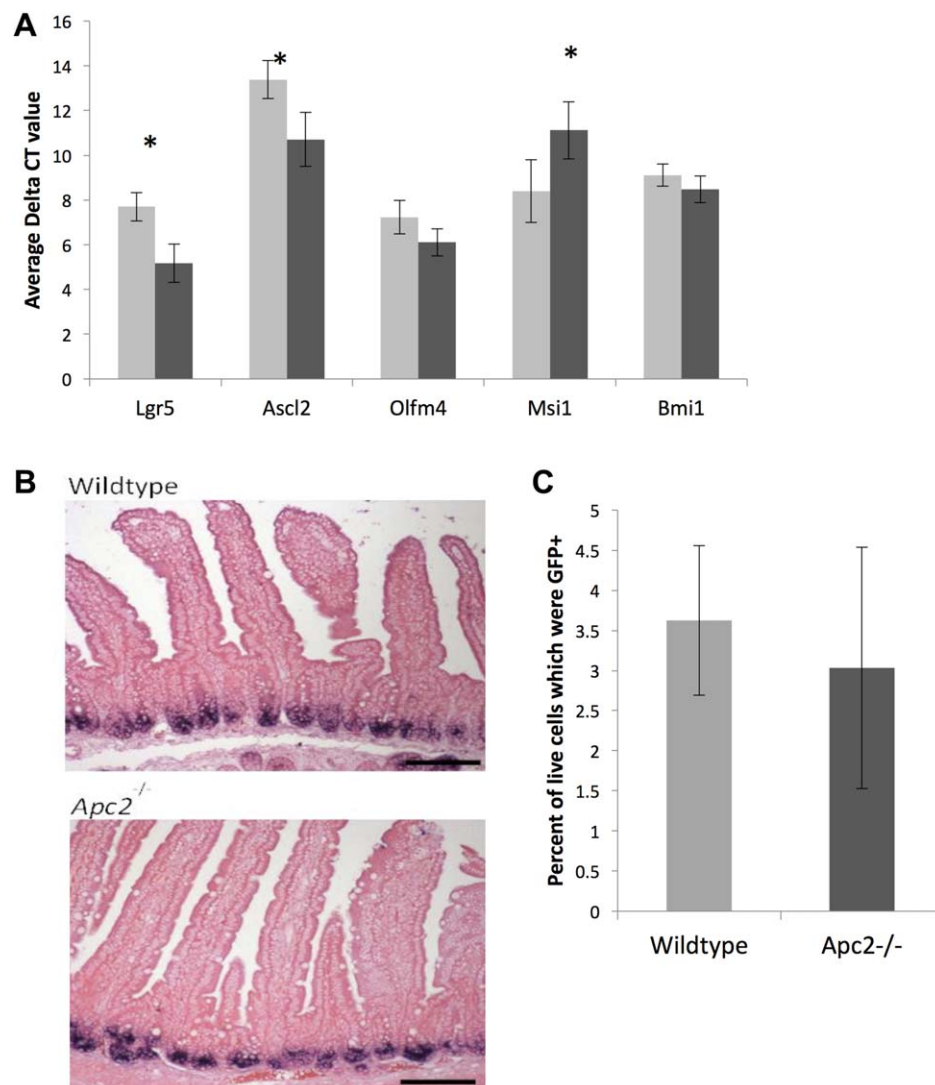 A
Average Delta CT value
16
14
12
10
8
6
4
2
0
*
*
*
Lgr5 Ascl2 Olfm4 Msi1 Bmi1
B
Wildtype
Apc2-/-
C
Percent of live cells which were GFP+
5
4.5
4
3.5
3
2.5
2
1.5
1
0.5
0
Wildtype Apc2-/-